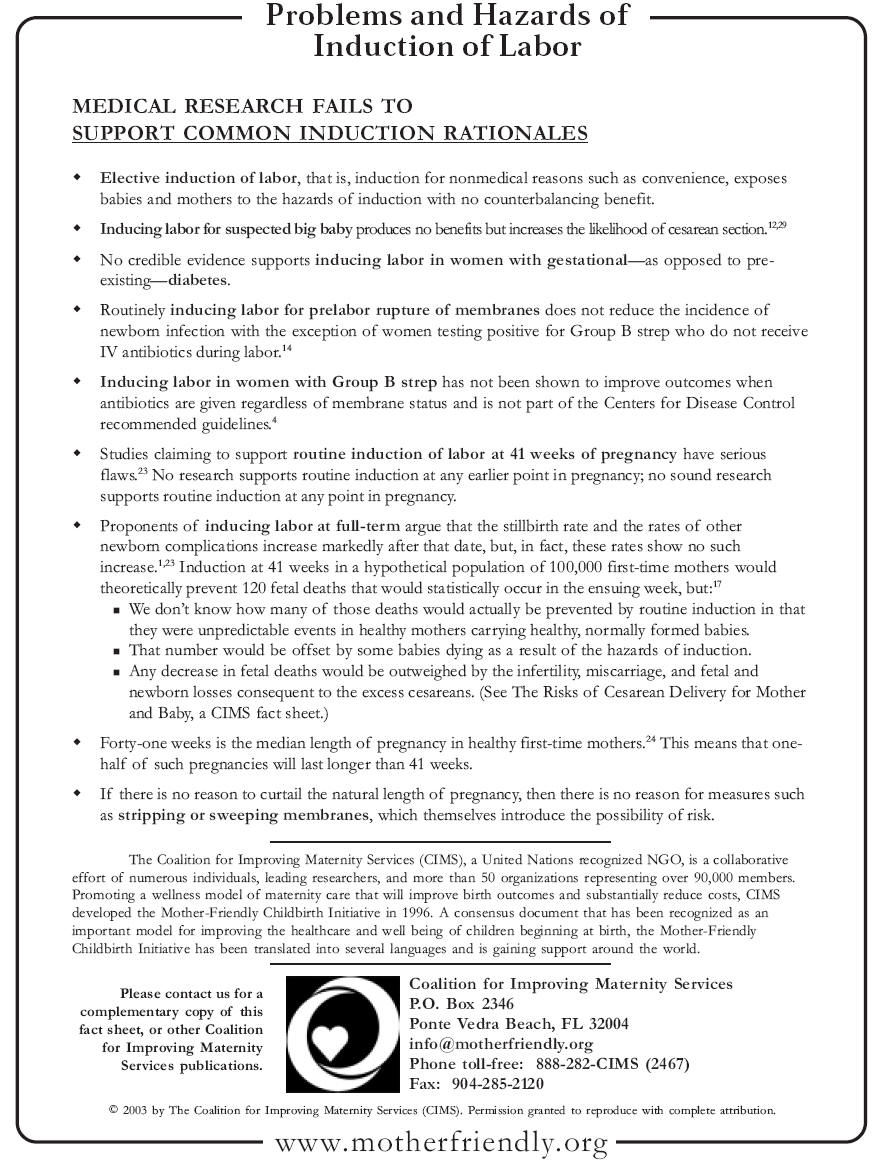 Problems and Hazards of
Induction of Labor
MEDICAL RESEARCH FAILS TO
SUPPORT COMMON INDUCTION RATIONALES
◆ Elective induction of labor, that is, induction for nonmedical reasons such as convenience, exposes
babies and mothers to the hazards of induction with no counterbalancing benefit.
◆ Inducing labor for suspected big baby produces no benefits but increases the likelihood of cesarean section.12,29
◆ No credible evidence supports inducing labor in women with gestational—as opposed to pre-
existing—diabetes.
◆ Routinely inducing labor for prelabor rupture of membranes does not reduce the incidence of
newborn infection with the exception of women testing positive for Group B strep who do not receive
IV antibiotics during labor.14
◆ Inducing labor in women with Group B strep has not been shown to improve outcomes when
antibiotics are given regardless of membrane status and is not part of the Centers for Disease Control
recommended guidelines.4
◆ Studies claiming to support routine induction of labor at 41 weeks of pregnancy have serious
flaws.23 No research supports routine induction at any earlier point in pregnancy; no sound research
supports routine induction at any point in pregnancy.
◆ Proponents of inducing labor at full-term argue that the stillbirth rate and the rates of other
newborn complications increase markedly after that date, but, in fact, these rates show no such
increase.1,23 Induction at 41 weeks in a hypothetical population of 100,000 first-time mothers would
theoretically prevent 120 fetal deaths that would statistically occur in the ensuing week, but:17
■ We don't know how many of those deaths would actually be prevented by routine induction in that
they were unpredictable events in healthy mothers carrying healthy, normally formed babies.
■ That number would be offset by some babies dying as a result of the hazards of induction.
■ Any decrease in fetal deaths would be outweighed by the infertility, miscarriage, and fetal and
newborn losses consequent to the excess cesareans. (See The Risks of Cesarean Delivery for Mother
and Baby, a CIMS fact sheet.)
◆ Forty-one weeks is the median length of pregnancy in healthy first-time mothers.24 This means that one-
half of such pregnancies will last longer than 41 weeks.
◆ If there is no reason to curtail the natural length of pregnancy, then there is no reason for measures such
as stripping or sweeping membranes, which themselves introduce the possibility of risk.
The Coalition for Improving Maternity Services (CIMS), a United Nations recognized NGO, is a collaborative
effort of numerous individuals, leading researchers, and more than 50 organizations representing over 90,000 members.
Promoting a wellness model of maternity care that will improve birth outcomes and substantially reduce costs, CIMS
developed the Mother-Friendly Childbirth Initiative in 1996. A consensus document that has been recognized as an
important model for improving the healthcare and well being of children beginning at birth, the Mother-Friendly
Childbirth Initiative has been translated into several languages and is gaining support around the world.
Please contact us for a
complementary copy of this
fact sheet, or other Coalition
for Improving Maternity
Services publications.
Coalition for Improving Maternity Services
P.O. Box 2346
Ponte Vedra Beach, FL 32004
info@motherfriendly.org
Phone toll-free: 888-282-CIMS (2467)
Fax: 904-285-2120
© 2003 by The Coalition for Improving Maternity Services (CIMS). Permission granted to reproduce with complete attribution.
www.motherfriendly.org